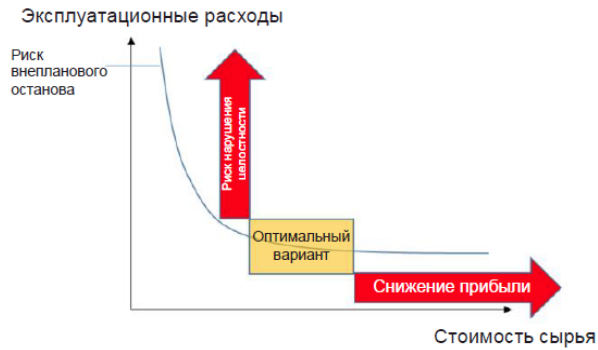 Эксплуатационные расходы
Риск
внепланового
останова
Риск нарушения
целостности
Оптимальный
вариант
Снижение прибыли
Стоимость сырья